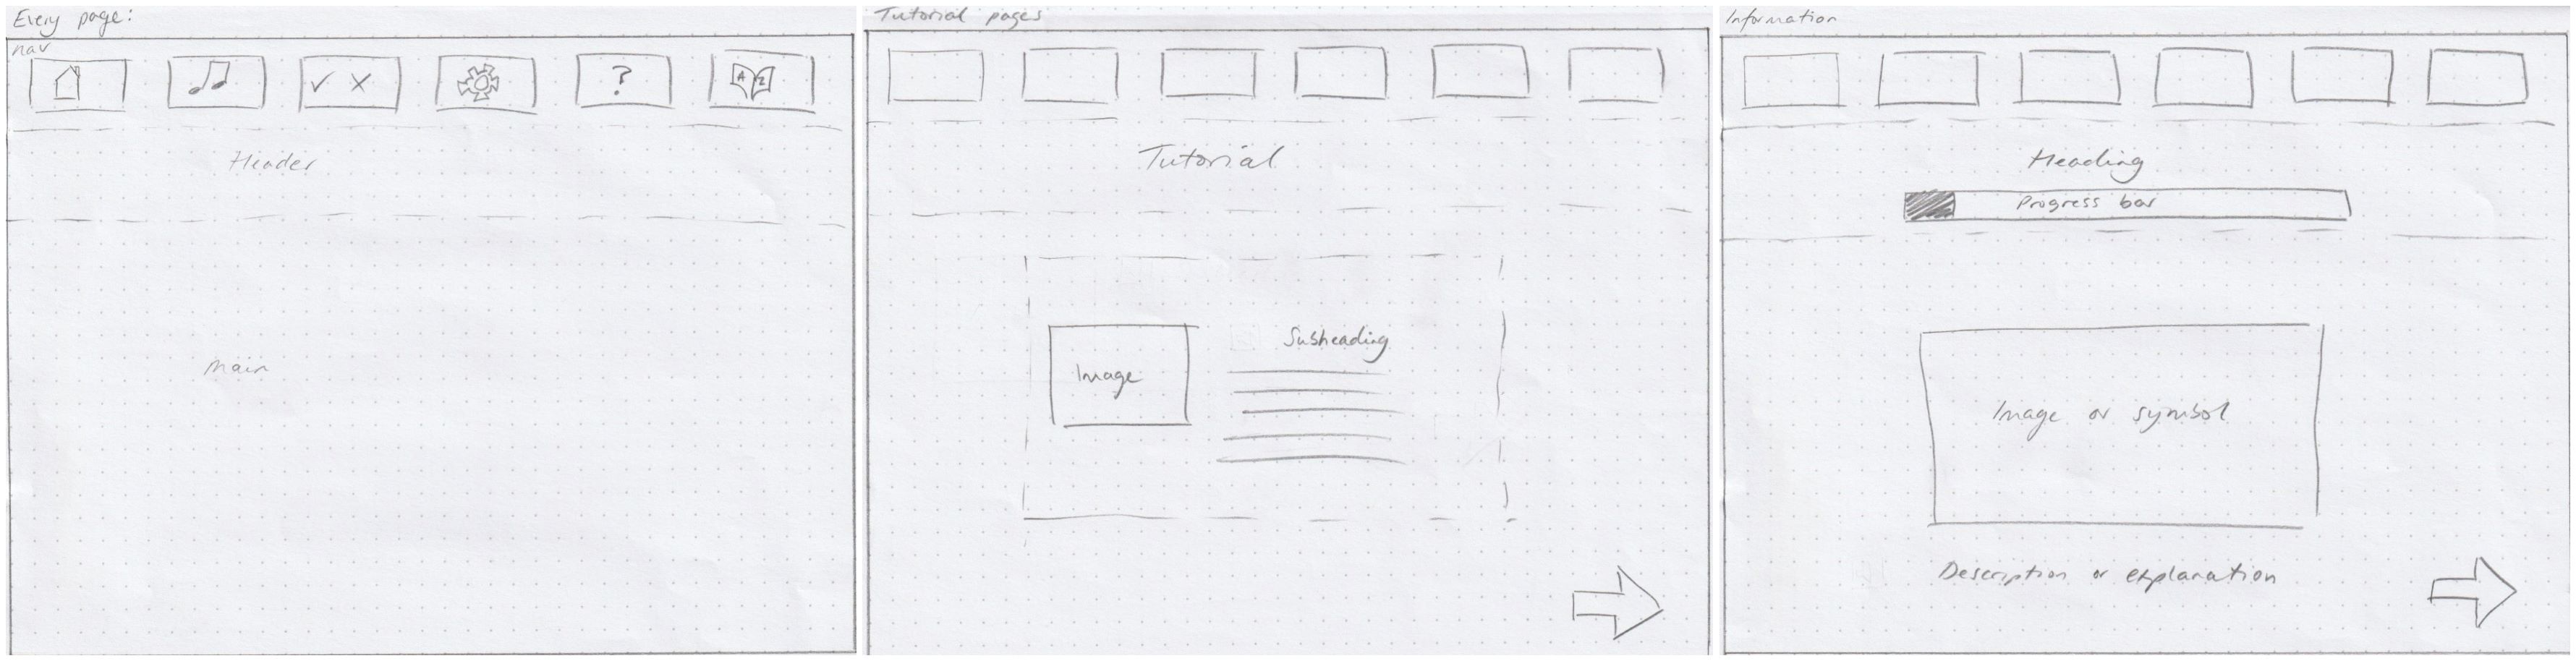 Every page:
nav
?
A Z
Header
main
Tutorial pages
Tutorial
Subheading
Image
Information
Heading
Progress bar
Image or symbol
Description or explanation